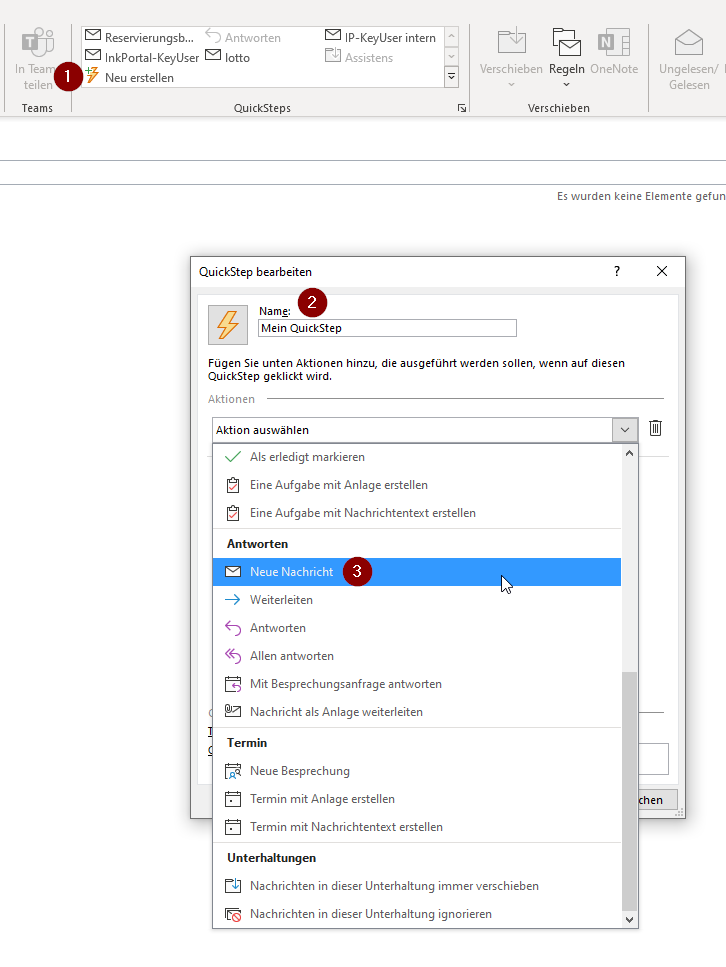 Reservierungsb...
Antworten
IP-KeyUser intern
InkPortal-KeyUser
lotto
Assistens
1
Neu erstellen
In Team
teilen
Teams
QuickSteps
Verschieben
Regeln
OneNote
Verschieben
Ungelesen/
Gelesen
Es wurden keine Elemente gefun
QuickStep bearbeiten
?
Name:
2
Mein QuickStep
Fügen Sie unten Aktionen hinzu, die ausgeführt werden sollen, wenn auf diesen
QuickStep geklickt wird.
Aktionen
Aktion auswählen
Als erledigt markieren
Eine Aufgabe mit Anlage erstellen
Eine Aufgabe mit Nachrichtentext erstellen
Antworten
Neue Nachricht
3
Weiterleiten
Antworten
Allen antworten
Mit Besprechungsanfrage antworten
Nachricht als Anlage weiterleiten
Termin
Neue Besprechung
Termin mit Anlage erstellen
Termin mit Nachrichtentext erstellen
chen
Unterhaltungen
Nachrichten in dieser Unterhaltung immer verschieben
Nachrichten in dieser Unterhaltung ignorieren